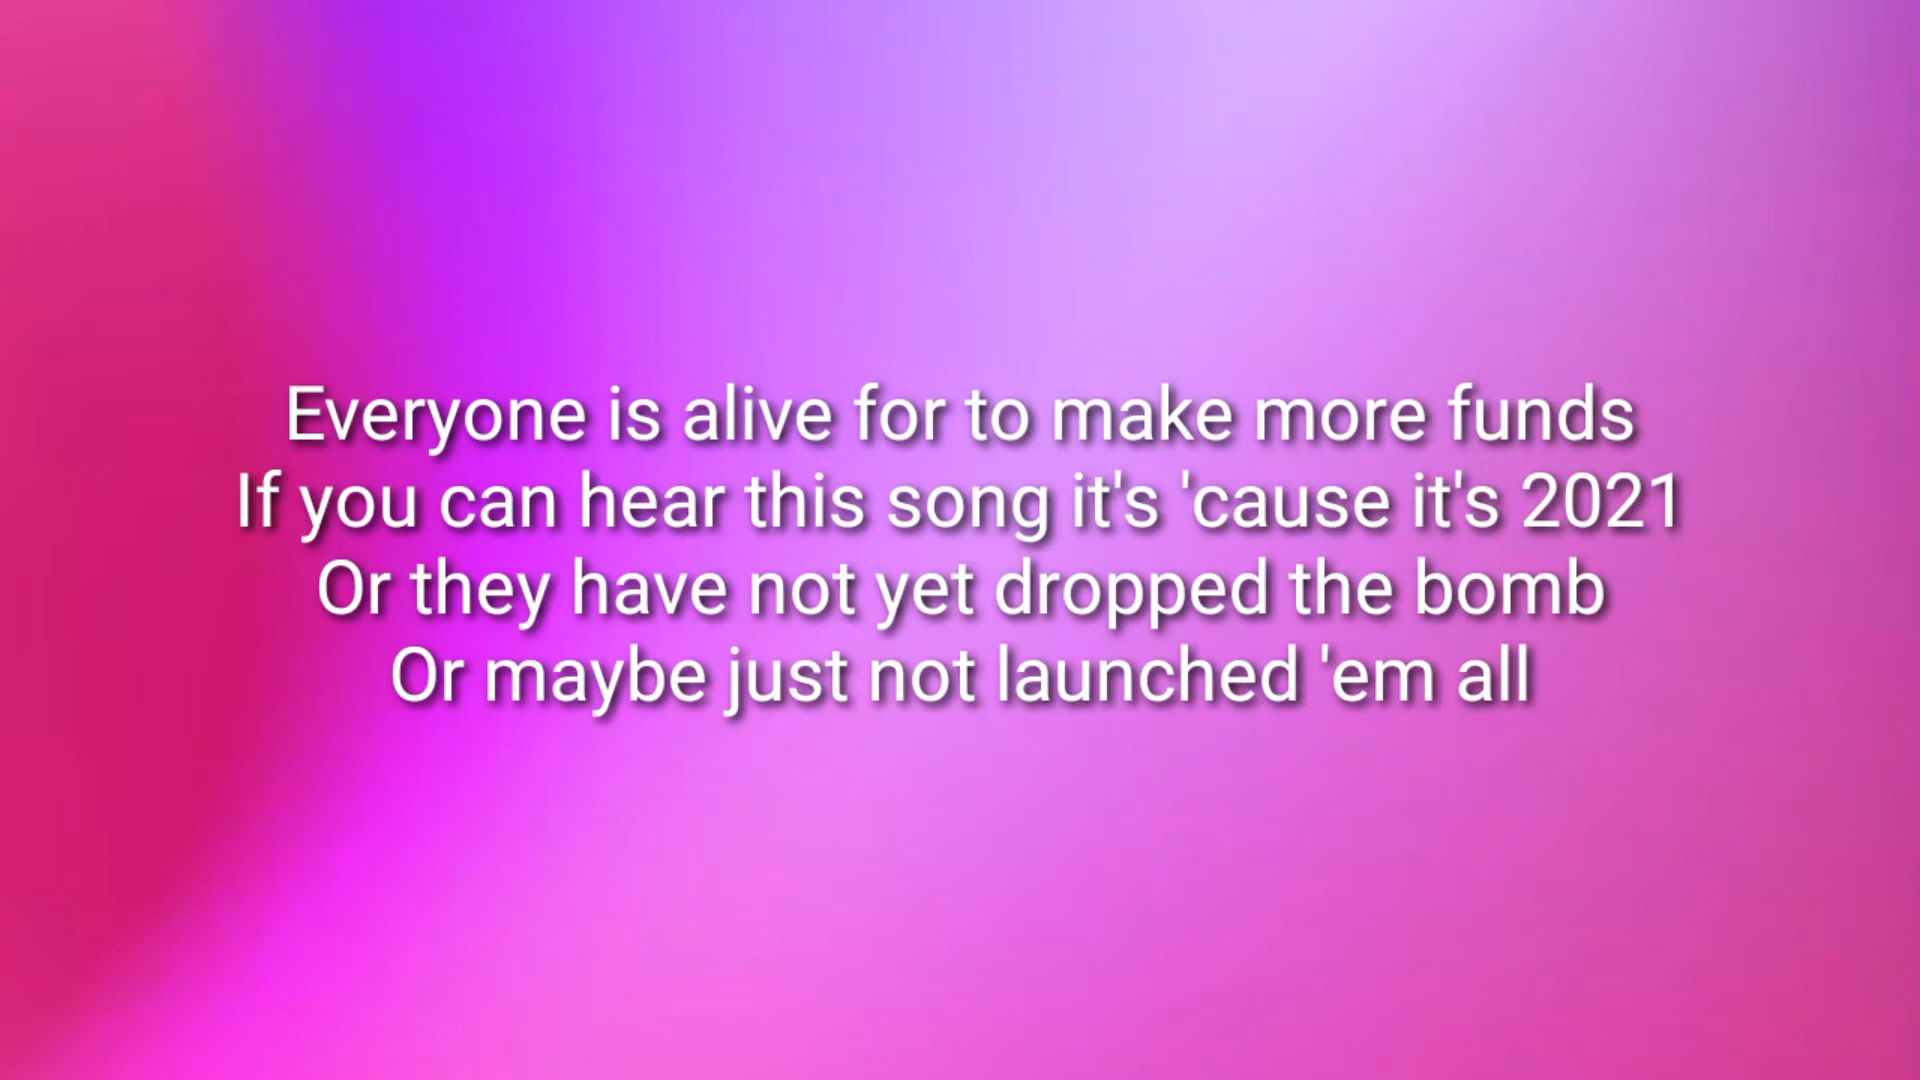 Everyone is alive for to make more funds
If you can hear this song it's 'cause it's 2021
Or they have not yet dropped the bomb
Or maybe just not launched 'em all